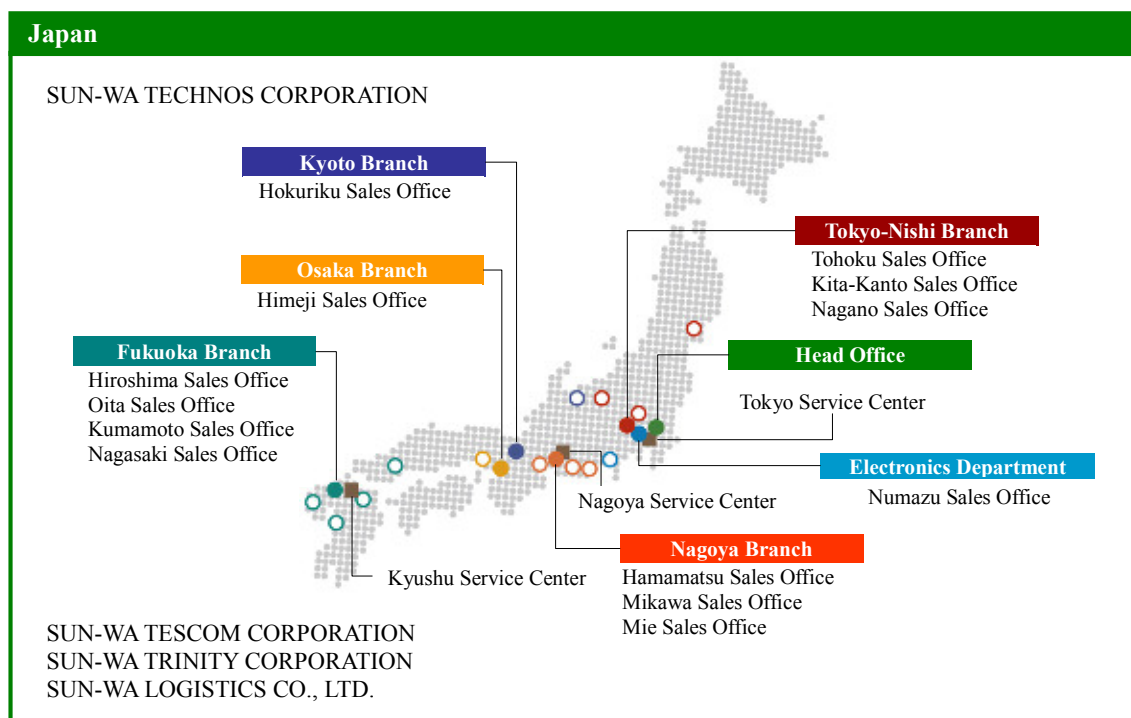 Japan
SUN-WA TECHNOS CORPORATION
Kyoto Branch
Hokuriku Sales Office
Osaka Branch
Himeji Sales Office
Fukuoka Branch
Hiroshima Sales Office
Oita Sales Office
Kumamoto Sales Office
Nagasaki Sales Office
Tokyo-Nishi Branch
Tohoku Sales Office
Kita-Kanto Sales Office
Nagano Sales Office
Head Office
Tokyo Service Center
Electronics Department
Numazu Sales Office
Nagoya Service Center
Nagoya Branch
Hamamatsu Sales Office
Mikawa Sales Office
Mie Sales Office
Kyushu Service Center
SUN-WA TESCOM CORPORATION
SUN-WA TRINITY CORPORATION
SUN-WA LOGISTICS CO., LTD.